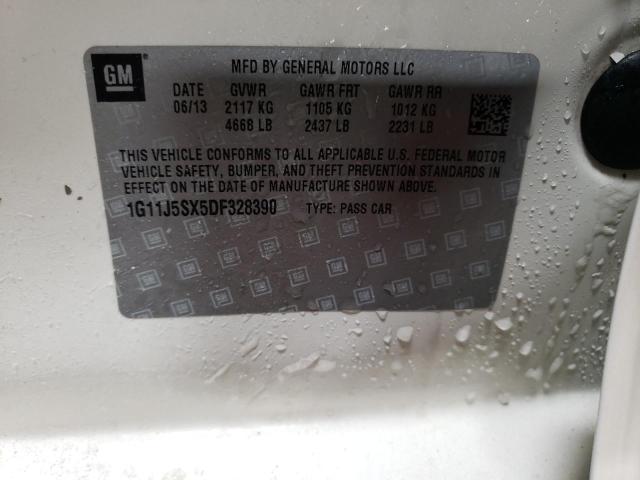 GM
MFD BY GENERAL MOTORS LLC
DATE GVWR GAWR FRT GAWR RR
06/13 2117 KG 1105 KG 1012 KG
4668 LB 2437 LB 2231 LB
THIS VEHICLE CONFORMS TO ALL APPLICABLE U.S. FEDERAL MOTOR
VEHICLE SAFETY, BUMPER, AND THEFT PREVENTION STANDARDS IN
EFFECT ON THE DATE OF MANUFACTURE SHOWN ABOVE.
1G11J5SX5DF328390 TYPE: PASS CAR